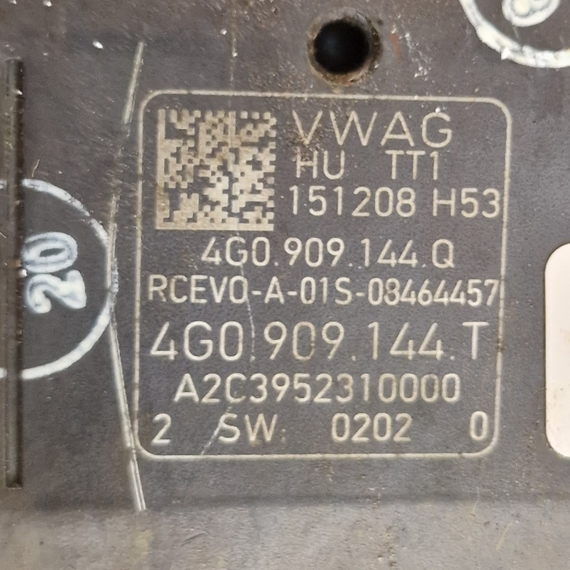 VWAG
HU TT1
151208 H53
4G0.909.144.Q
RCEVO-A-01S-08464457
4G0.909.144.T
A2C3952310000
2 SW: 0202 0
20